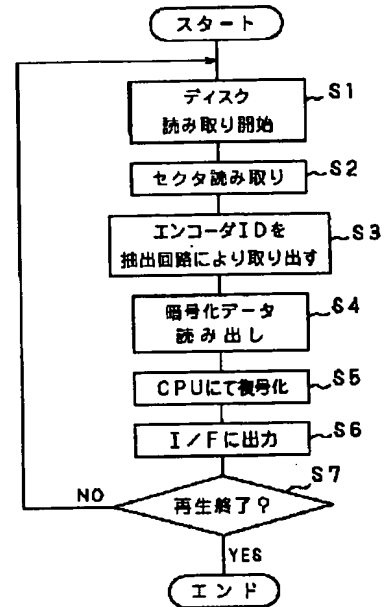 スタート
ディスク
読み取り開始
S1
セクタ読み取り
S2
エンコーダIDを
抽出回路により取り出す
S3
暗号化データ
読み出し
S4
CPUにて復号化
S5
I/Fに出力
S6
再生終了?
S7
NO
YES
エンド